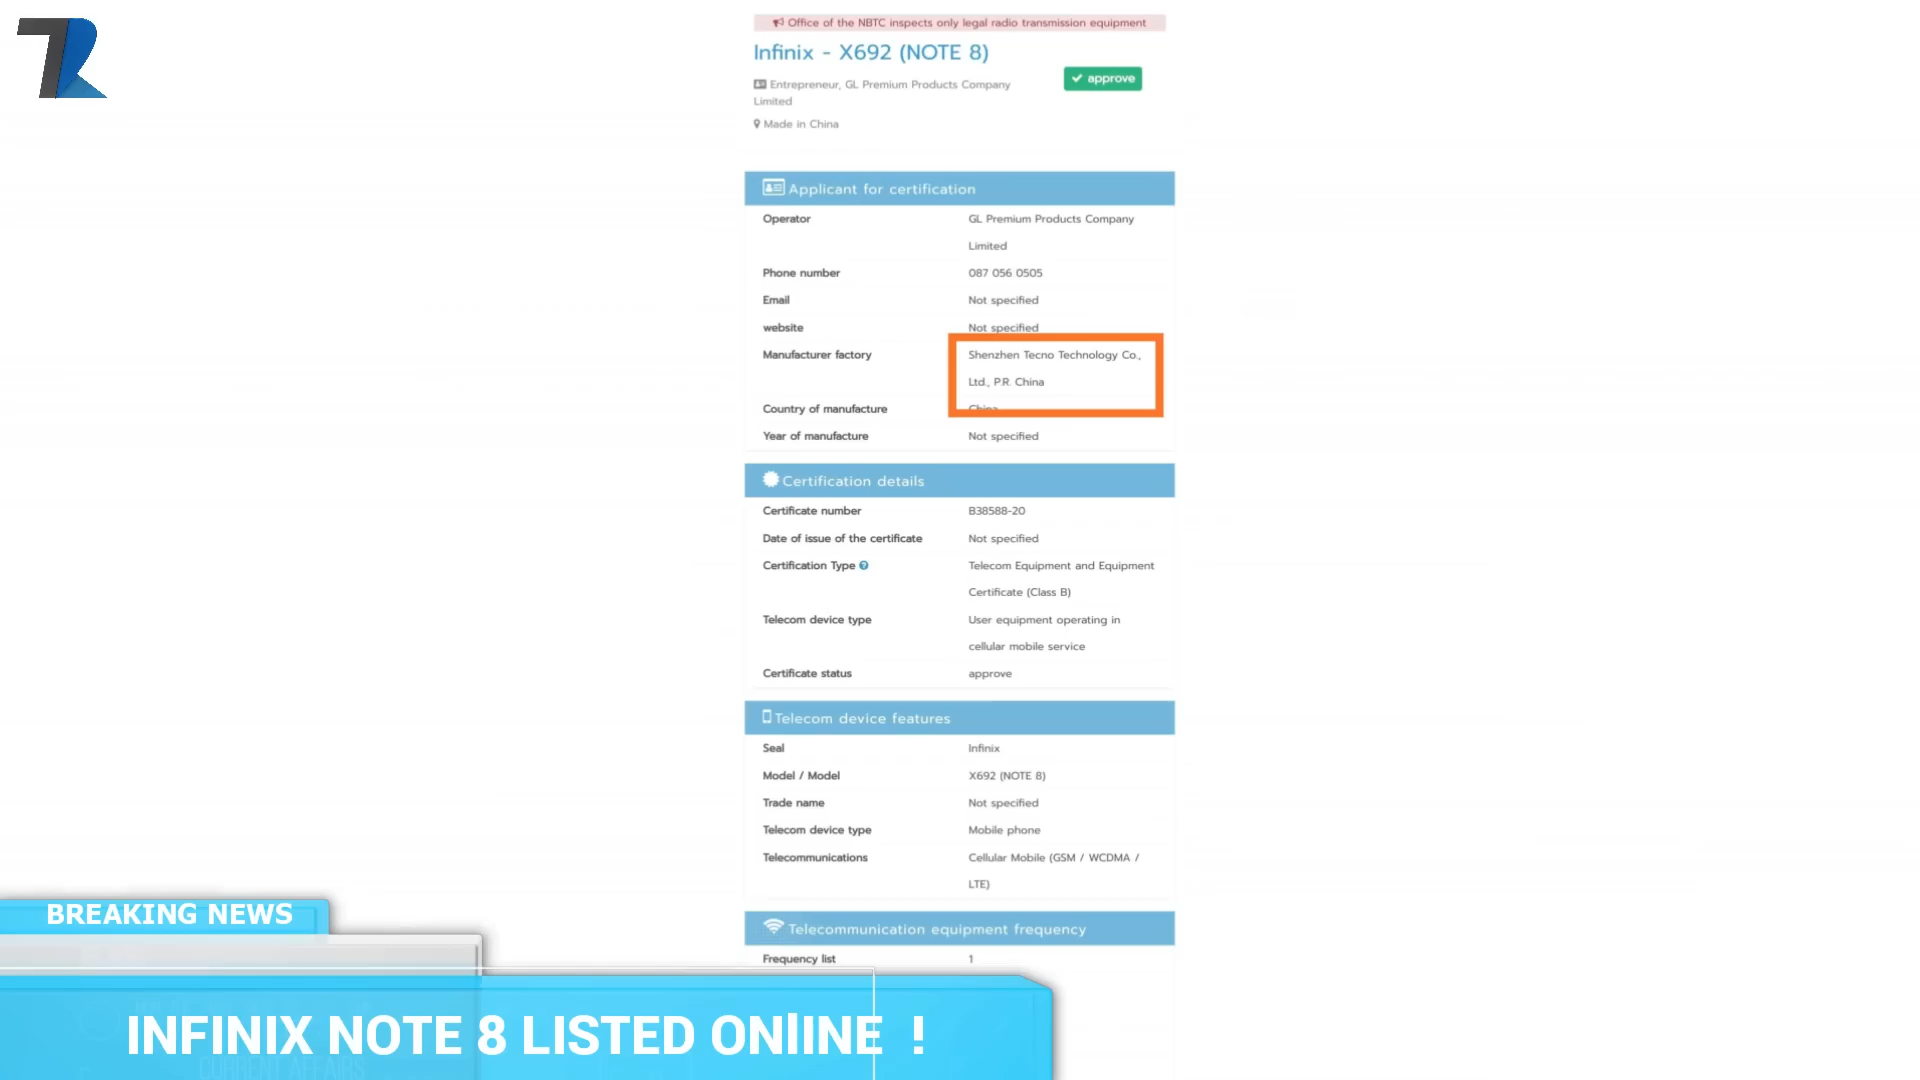 Office of the NBTC inspects only legal radio transmission equipment
Infinix - X692 (NOTE 8)
approve
Entrepreneur, GL Premium Products Company
Limited
Made in China
Applicant for certification
Operator GL Premium Products Company
Limited
Phone number 087 056 0505
Email Not specified
website Not specified
Manufacturer factory Shenzhen Tecno Technology Co.,
Ltd., P.R. China
Country of manufacture China
Year of manufacture Not specified
Certification details
Certificate number B38588-20
Date of issue of the certificate Not specified
Certification Type Telecom Equipment and Equipment
Certificate (Class B)
Telecom device type User equipment operating in
cellular mobile service
Certificate status approve
Telecom device features
Seal Infinix
Model / Model X692 (NOTE 8)
Trade name Not specified
Telecom device type Mobile phone
Telecommunications Cellular Mobile (GSM / WCDMA /
LTE)
Telecommunication equipment frequency
Frequency list 1
BREAKING NEWS
INFINIX NOTE 8 LISTED ONlINE !
CURRENT AFFAIRS